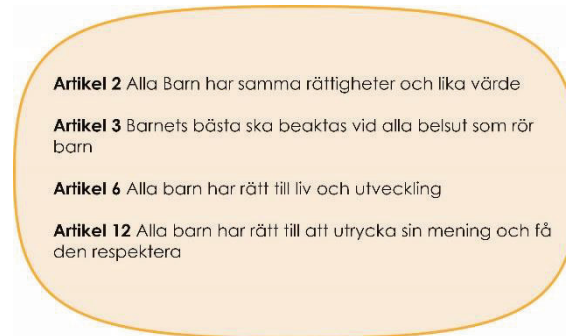 Artikel 2 Alla Barn har samma rättigheter och lika värde
Artikel 3 Barnets bästa ska beaktas vid alla belsut som rör
barn
Artikel 6 Alla barn har rätt till liv och utveckling
Artikel 12 Alla barn har rätt till att utrycka sin mening och få
den respektera